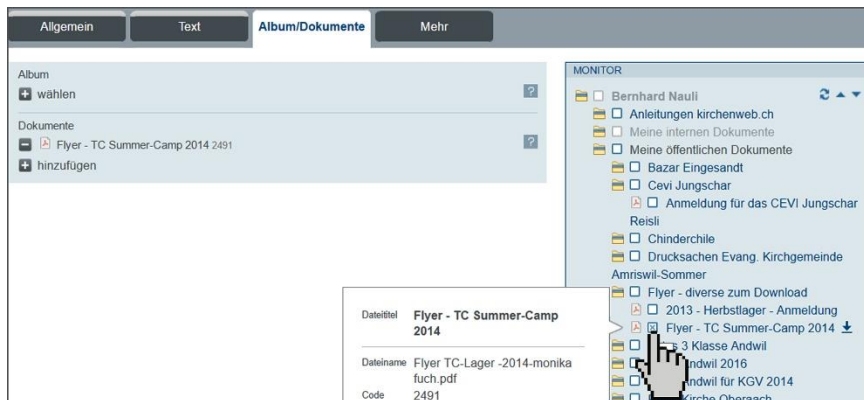 Allgemein
Text
Album/Dokumente
Mehr
Album
wählen
?
Dokumente
Flyer - TC Summer-Camp 2014 2491
?
hinzufügen
MONITOR
Bernhard Nauli
Anleitungen kirchenweb.ch
Meine internen Dokumente
Meine öffentlichen Dokumente
Bazar Eingesandt
Cevi Jungschar
Anmeldung für das CEVI Jungschar
Reisli
Chinderchile
Drucksachen Evang. Kirchgemeinde
Amriswil-Sommer
Flyer - diverse zum Download
2013 - Herbstlager - Anmeldung
Flyer - TC Summer-Camp 2014
3 Klasse Andwil
2016
für KGV 2014
Kirche Oberaach
Dateititel Flyer - TC Summer-Camp
2014
Dateiname Flyer TC-Lager -2014-monika
fuch.pdf
Code 2491